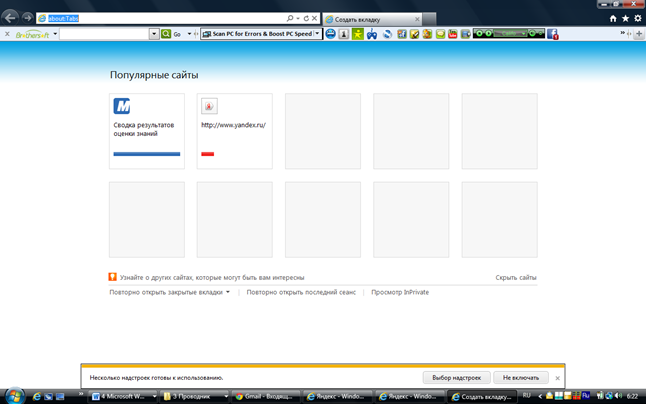 about:Tabs
Создать вкладку
Brothersoft
Go
Scan PC for Errors & Boost PC Speed
Популярные сайты
Сводка результатов
оценки знаний
http://www.yandex.ru/
Узнайте о других сайтах, которые могут быть вам интересны
Скрыть сайты
Повторно открыть закрытые вкладки
Повторно открыть последний сеанс
Просмотр InPrivate
Несколько надстроек готовы к использованию.
Выбор надстроек
Не включать
4 Microsoft W...
3 Проводник
Gmail - Входящ...
Яндекс - Windo...
Яндекс - Windo...
Создать вкладку...
RU
6:22